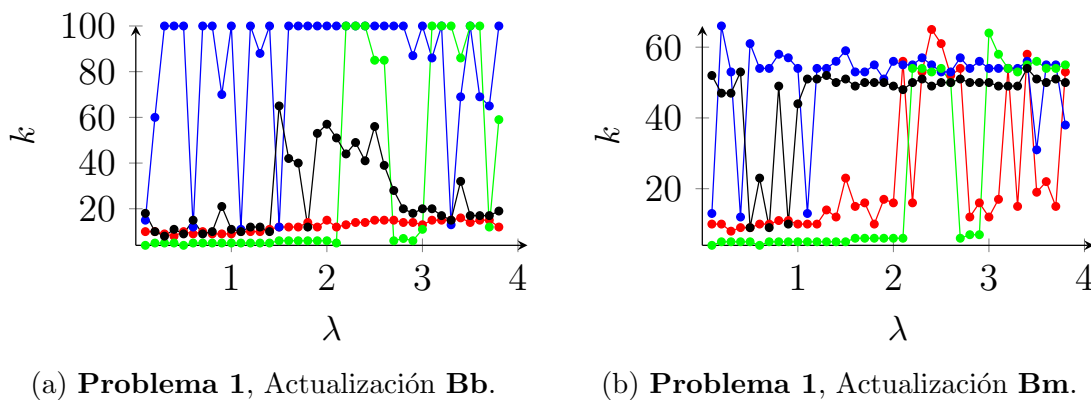 100
80
60
40
20
k
1
2
3
4
λ
(a) Problema 1, Actualización Bb.
60
40
20
k
1
2
3
4
λ
(b) Problema 1, Actualización Bm.